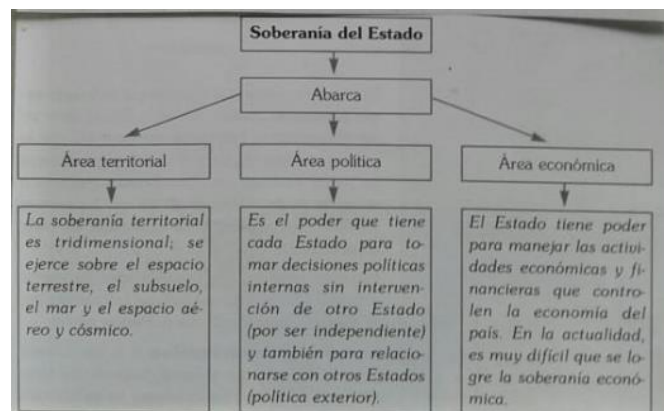 Soberanía del Estado
Abarca
Área territorial
Área política
Área económica
La soberanía territorial
es tridimensional; se
ejerce sobre el espacio
terrestre, el subsuelo,
el mar y el espacio aé-
reo y cósmico.
Es el poder que tiene
cada Estado para to-
mar decisiones políticas
internas sin interven-
ción de otro Estado
(por ser independiente)
y también para relacio-
narse con otros Estados
(política exterior).
El Estado tiene poder
para manejar las activi-
dades económicas y fi-
nancieras que contro-
len la economía del
país. En la actualidad,
es muy difícil que se lo-
gre la soberanía econó-
mica.